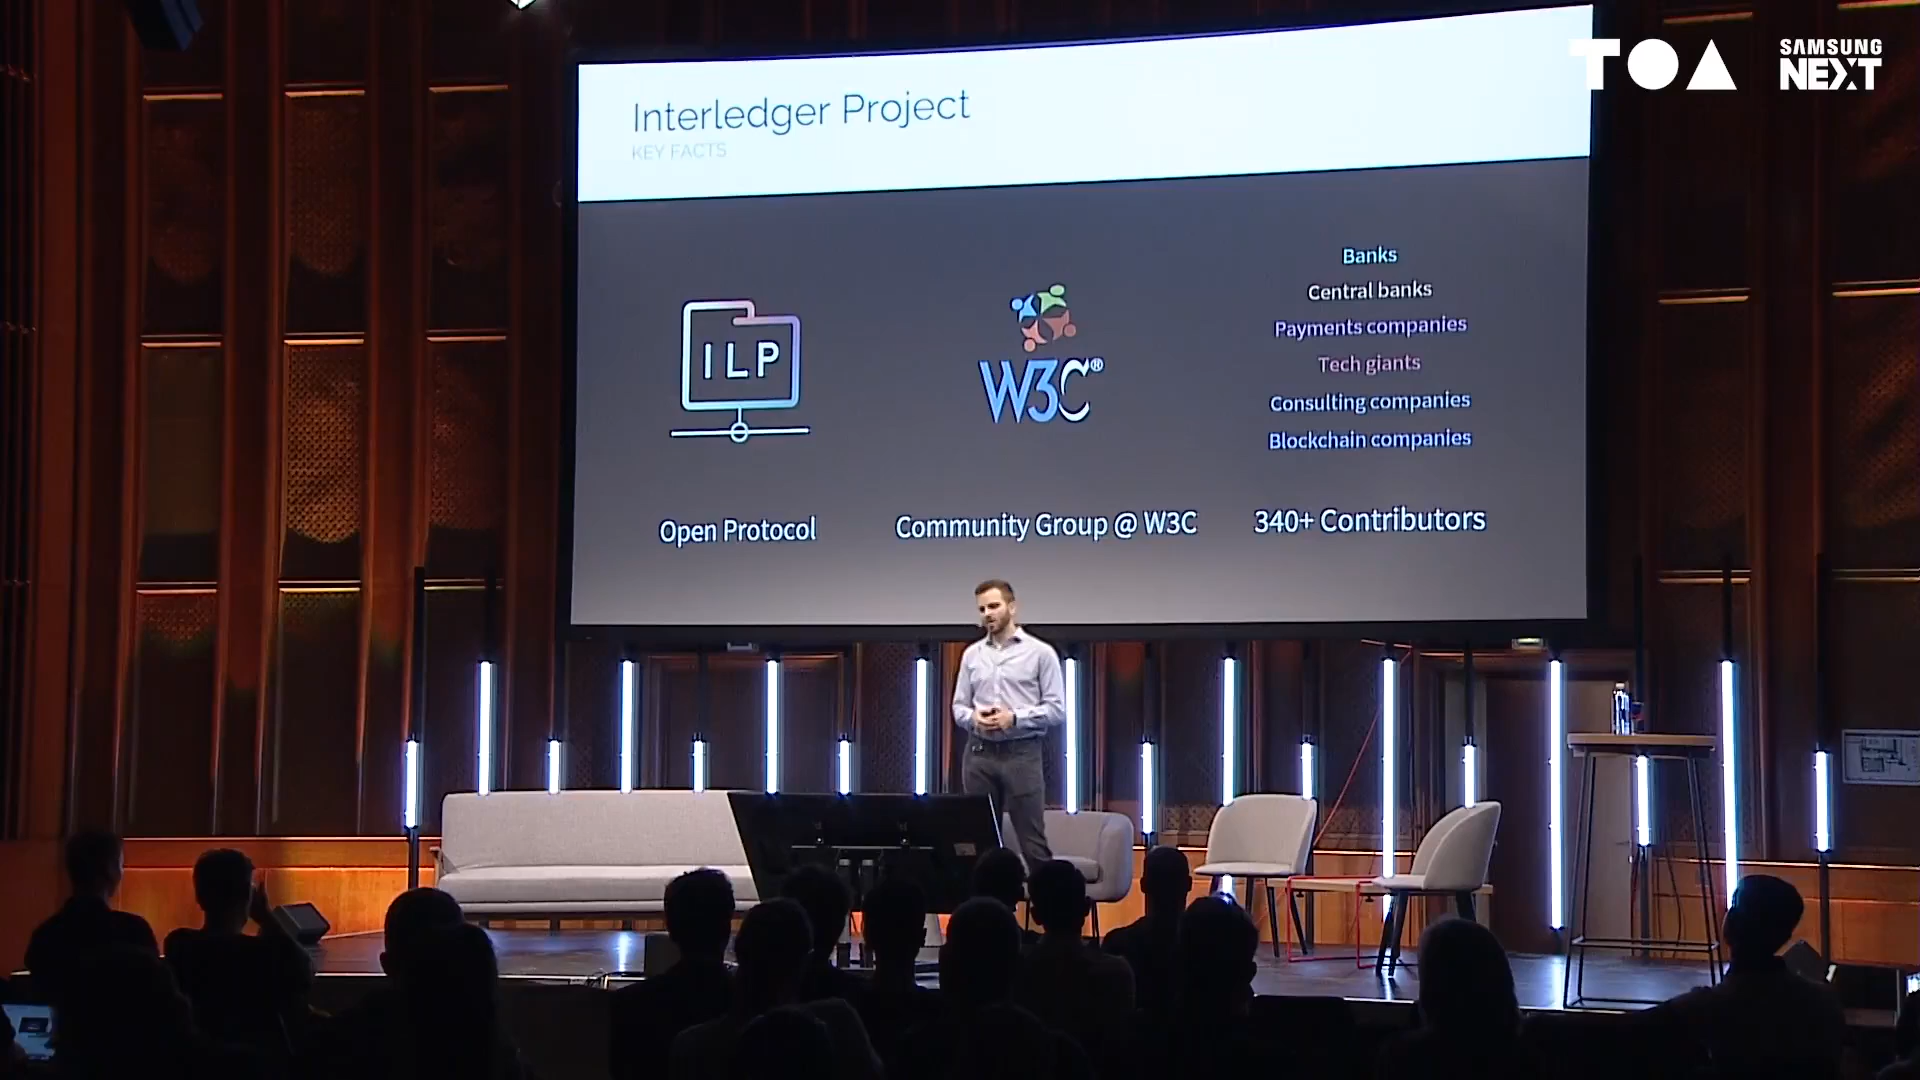 TOA
SAMSUNG
NEXT
Interledger Project
KEY FACTS
ILP
W3C®
Banks
Central banks
Payments companies
Tech giants
Consulting companies
Blockchain companies
Open Protocol
Community Group @ W3C
340+ Contributors